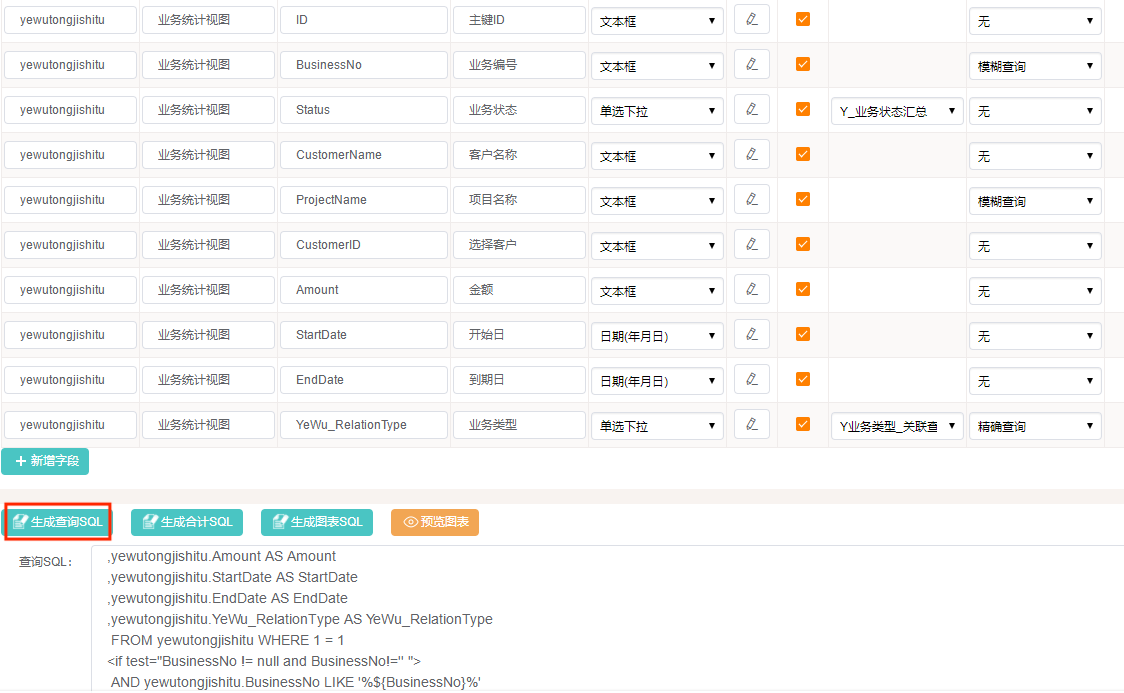 yewutongjishitu 业务统计视图 ID 主键ID 文本框 无
yewutongjishitu 业务统计视图 BusinessNo 业务编号 文本框 模糊查询
yewutongjishitu 业务统计视图 Status 业务状态 单选下拉 Y_业务状态汇总 无
yewutongjishitu 业务统计视图 CustomerName 客户名称 文本框 无
yewutongjishitu 业务统计视图 ProjectName 项目名称 文本框 模糊查询
yewutongjishitu 业务统计视图 CustomerID 选择客户 文本框 无
yewutongjishitu 业务统计视图 Amount 金额 文本框 无
yewutongjishitu 业务统计视图 StartDate 开始日 日期(年月日) 无
yewutongjishitu 业务统计视图 EndDate 到期日 日期(年月日) 无
yewutongjishitu 业务统计视图 YeWu_RelationType 业务类型 单选下拉 Y业务类型_关联查 精确查询
+ 新增字段
生成查询SQL 生成合计SQL 生成图表SQL 预览图表
查询SQL: ,yewutongjishitu.Amount AS Amount
,yewutongjishitu.StartDate AS StartDate
,yewutongjishitu.EndDate AS EndDate
,yewutongjishitu.YeWu_RelationType AS YeWu_RelationType
FROM yewutongjishitu WHERE 1 = 1
<if test="BusinessNo != null and BusinessNo!='' ">
AND yewutongjishitu.BusinessNo LIKE '%${BusinessNo}%'